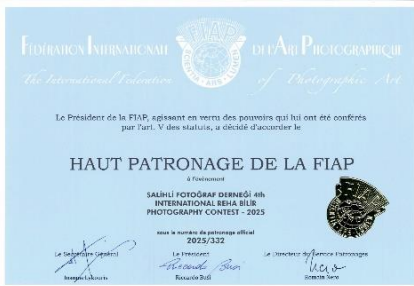 FÉDÉRATION INTERNATIONALE DE L'ART PHOTOGRAPHIQUE
FIAP
The International Federation of Photographic Art
Le Président de la FIAP, agissant en verru des pouvoirs qui lui ont été conférés
par l'art. V des statuts, a décidé d'accorder le
HAUT PATRONAGE DE LA FIAP
à l'événement
SALİHLİ FOTOĞRAF DERNEĞİ 4th
INTERNATIONAL REHA BİLİR
PHOTOGRAPHY CONTEST - 2025
sous le numéro de patronage officiel
2025/332
Le Secrétaire Général Le Président Le Directeur du Service Patronages
Riccardo Busi Romain Nero